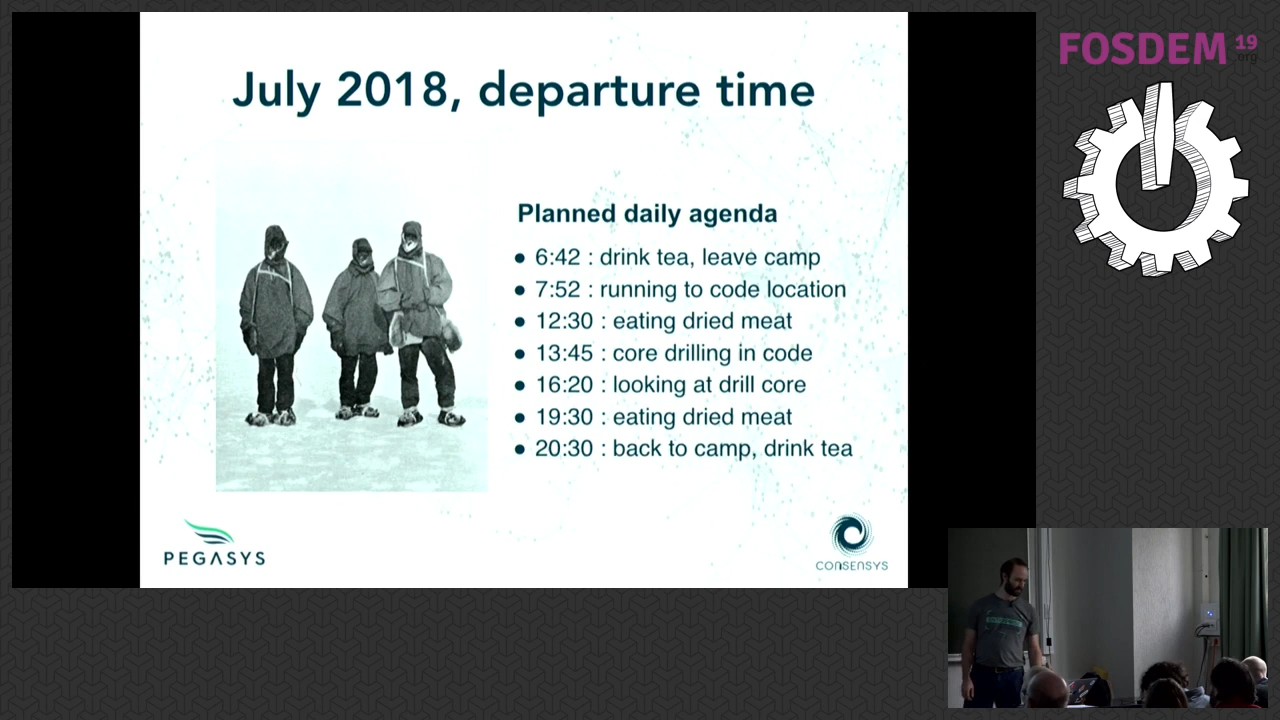 July 2018, departure time
Planned daily agenda
● 6:42 : drink tea, leave camp
● 7:52 : running to code location
● 12:30 : eating dried meat
● 13:45 : core drilling in code
● 16:20 : looking at drill core
● 19:30 : eating dried meat
● 20:30 : back to camp, drink tea
PEGASYS
CONSENSYS
FOSDEM 19
.org